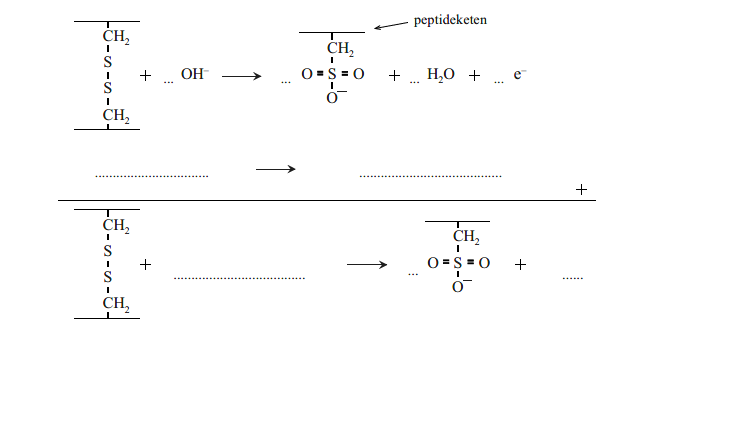 peptideketen
CH₂ CH₂
S
+ ... OH⁻ ⟶ ... O = S = O + ... H₂O + ... e⁻
S
O⁻
CH₂
................................ ⟶ ........................................
+
CH₂
CH₂
S
+ ..................................... ⟶ ... O = S = O + ......
S
O⁻
CH₂